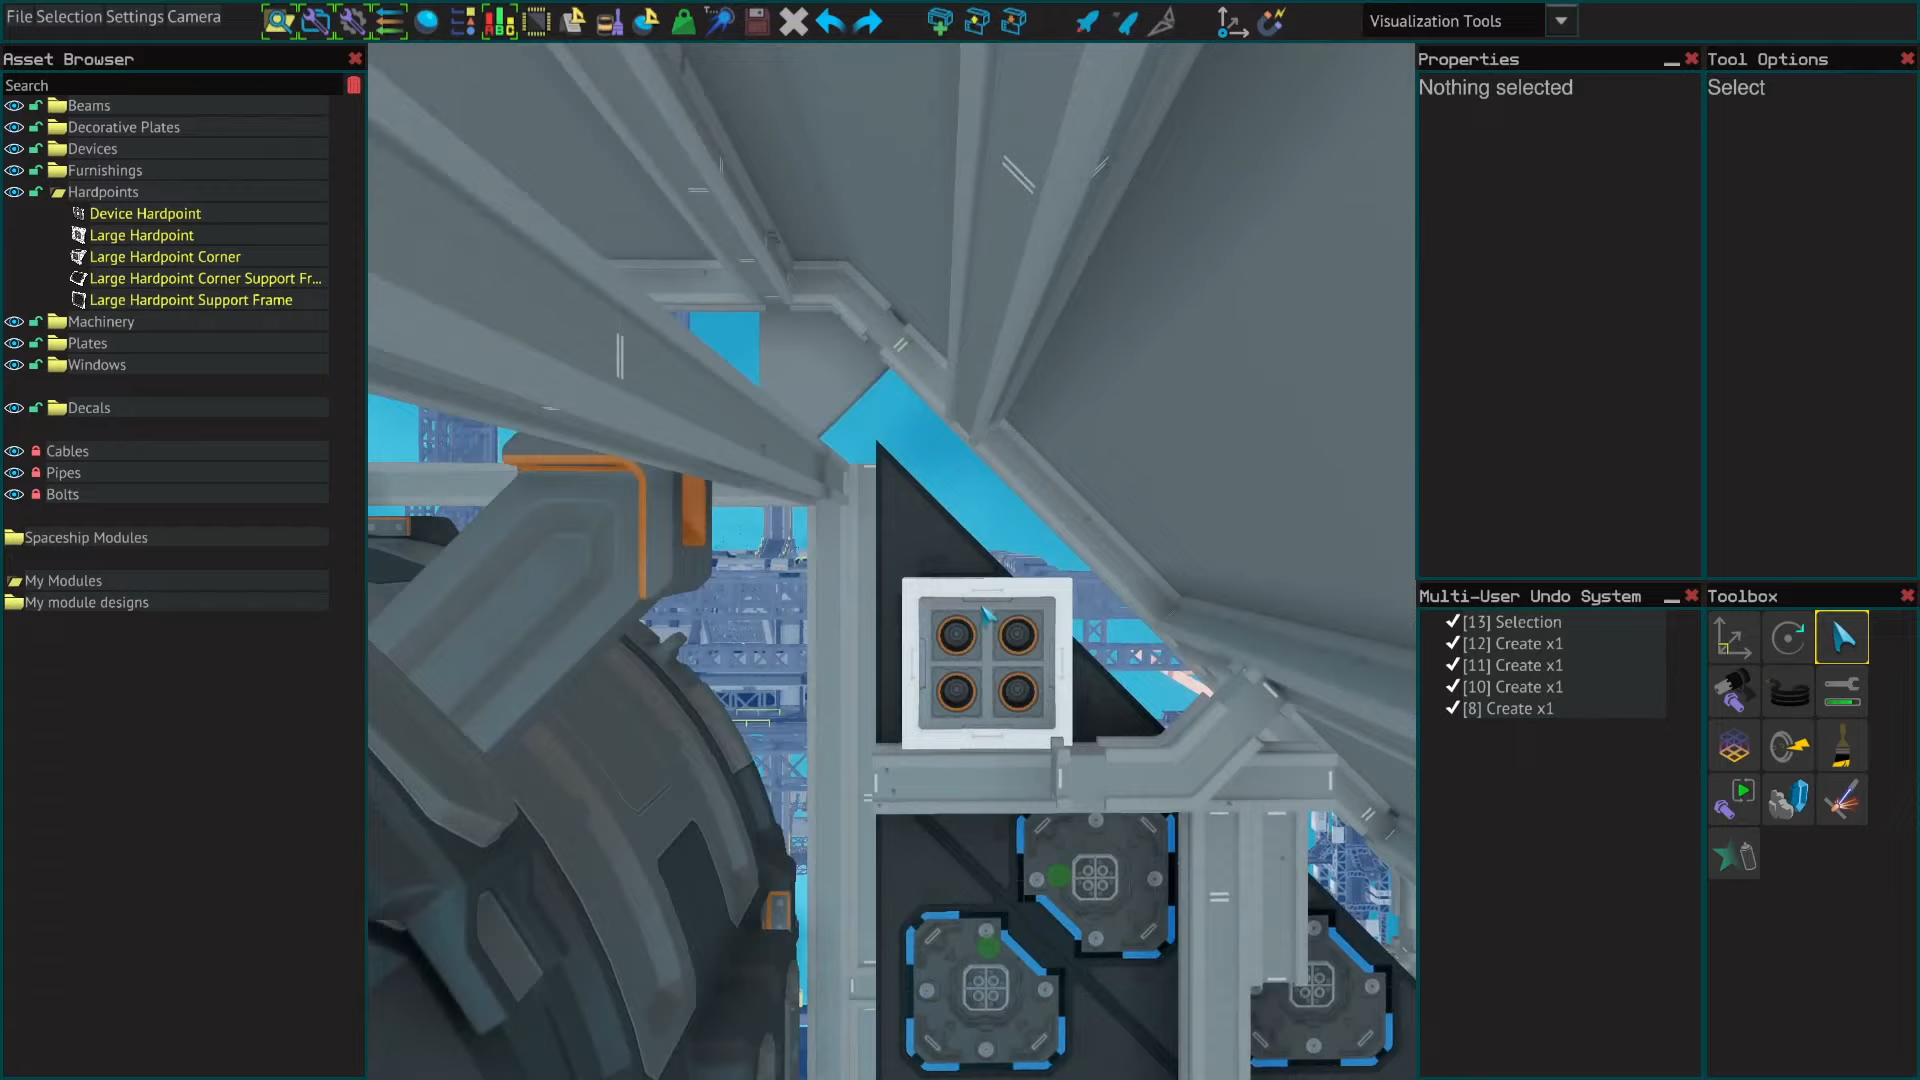 File Selection Settings Camera
Visualization Tools
Asset Browser
Search
Beams
Decorative Plates
Devices
Furnishings
Hardpoints
Device Hardpoint
Large Hardpoint
Large Hardpoint Corner
Large Hardpoint Corner Support Fr...
Large Hardpoint Support Frame
Machinery
Plates
Windows
Decals
Cables
Pipes
Bolts
Spaceship Modules
My Modules
My module designs
Properties
Nothing selected
Tool Options
Select
Multi-User Undo System
[13] Selection
[12] Create x1
[11] Create x1
[10] Create x1
[8] Create x1
Toolbox
ABC